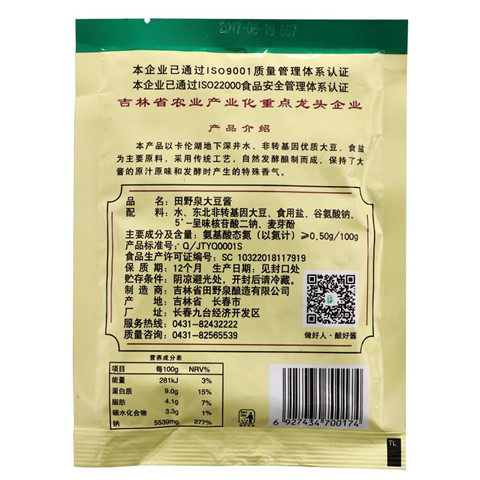 2017-08-19 007
本企业已通过ISO9001质量管理体系认证
本企业已通过ISO22000食品安全管理体系认证
吉林省农业产业化重点龙头企业
产品介绍
本产品以卡伦湖地下深井水、非转基因优质大豆、食盐
为主要原料，采用传统工艺，自然发酵酿制而成，保持了大
酱的原汁原味和发酵时产生的特殊香气。
品 名：田野泉大豆酱
配 料：水、东北非转基因大豆、食用盐、谷氨酸钠、
5'-呈味核苷酸二钠、麦芽酚
主要成分及含量：氨基酸态氮（以氮计）≥0.50g/100g
产品标准号：Q/JTYQ0001S
食品生产许可证编号：SC 10322018117919
保 质 期：12个月 生产日期：见封口处
贮存条件：阴凉避光处，开封后请冷藏。
制 造 商：吉林省田野泉酿造有限公司
产 地：吉林省 长春市
厂 址：长春九台经济开发区
服务热线：0431-82432222
质量咨询：0431-82565539
做好人·酿好酱
营养成分表
项目 每100g NRV%
能量 281kJ 3%
蛋白质 9.0g 15%
脂肪 4.1g 7%
碳水化合物 3.3g 1%
钠 5539mg 277%
6 927434 700174
TL